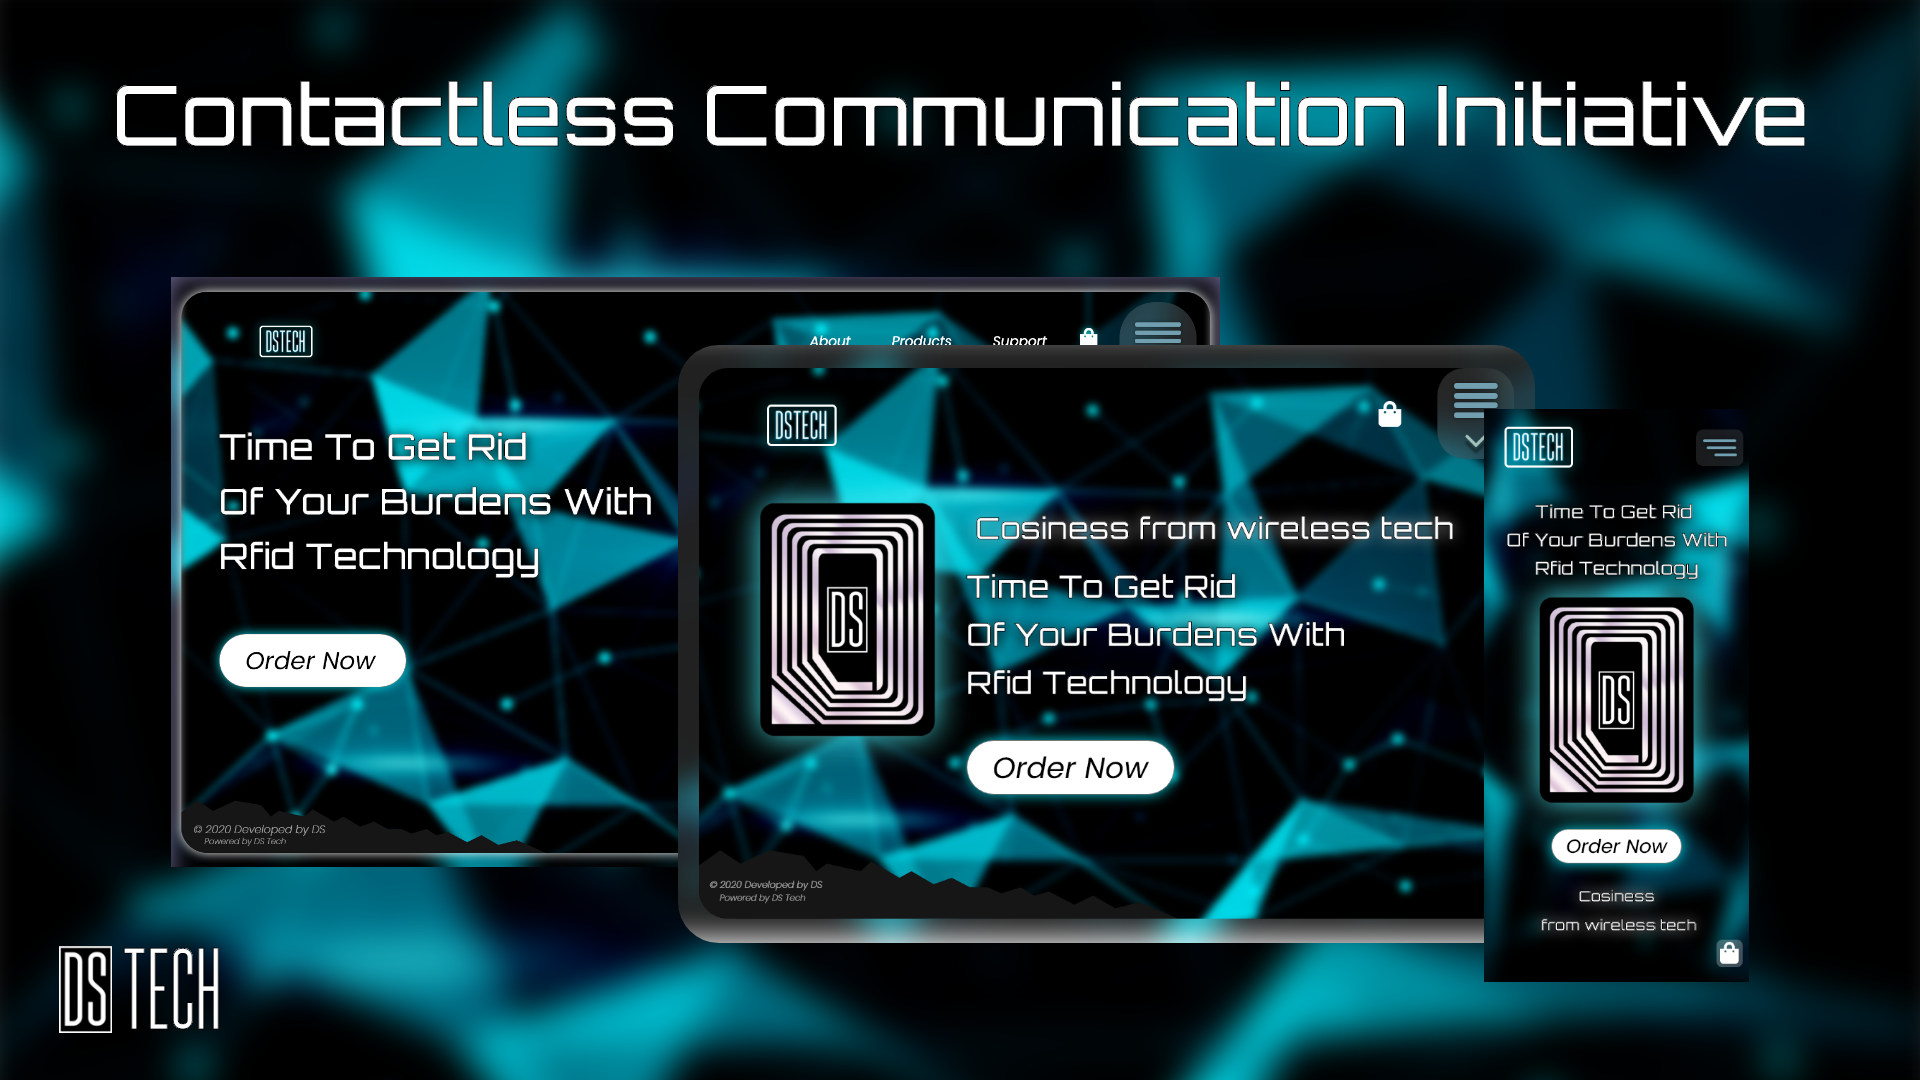 Contactless Communication Initiative
DSTECH
About Products Support
Time To Get Rid
Of Your Burdens With
Rfid Technology
Order Now
© 2020 Developed by DS
Powered by DS Tech
DSTECH
DS
Cosiness from wireless tech
Time To Get Rid
Of Your Burdens With
Rfid Technology
Order Now
© 2020 Developed by DS
Powered by DS Tech
DSTECH
Time To Get Rid
Of Your Burdens With
Rfid Technology
DS
Order Now
Cosiness
from wireless tech
DS TECH